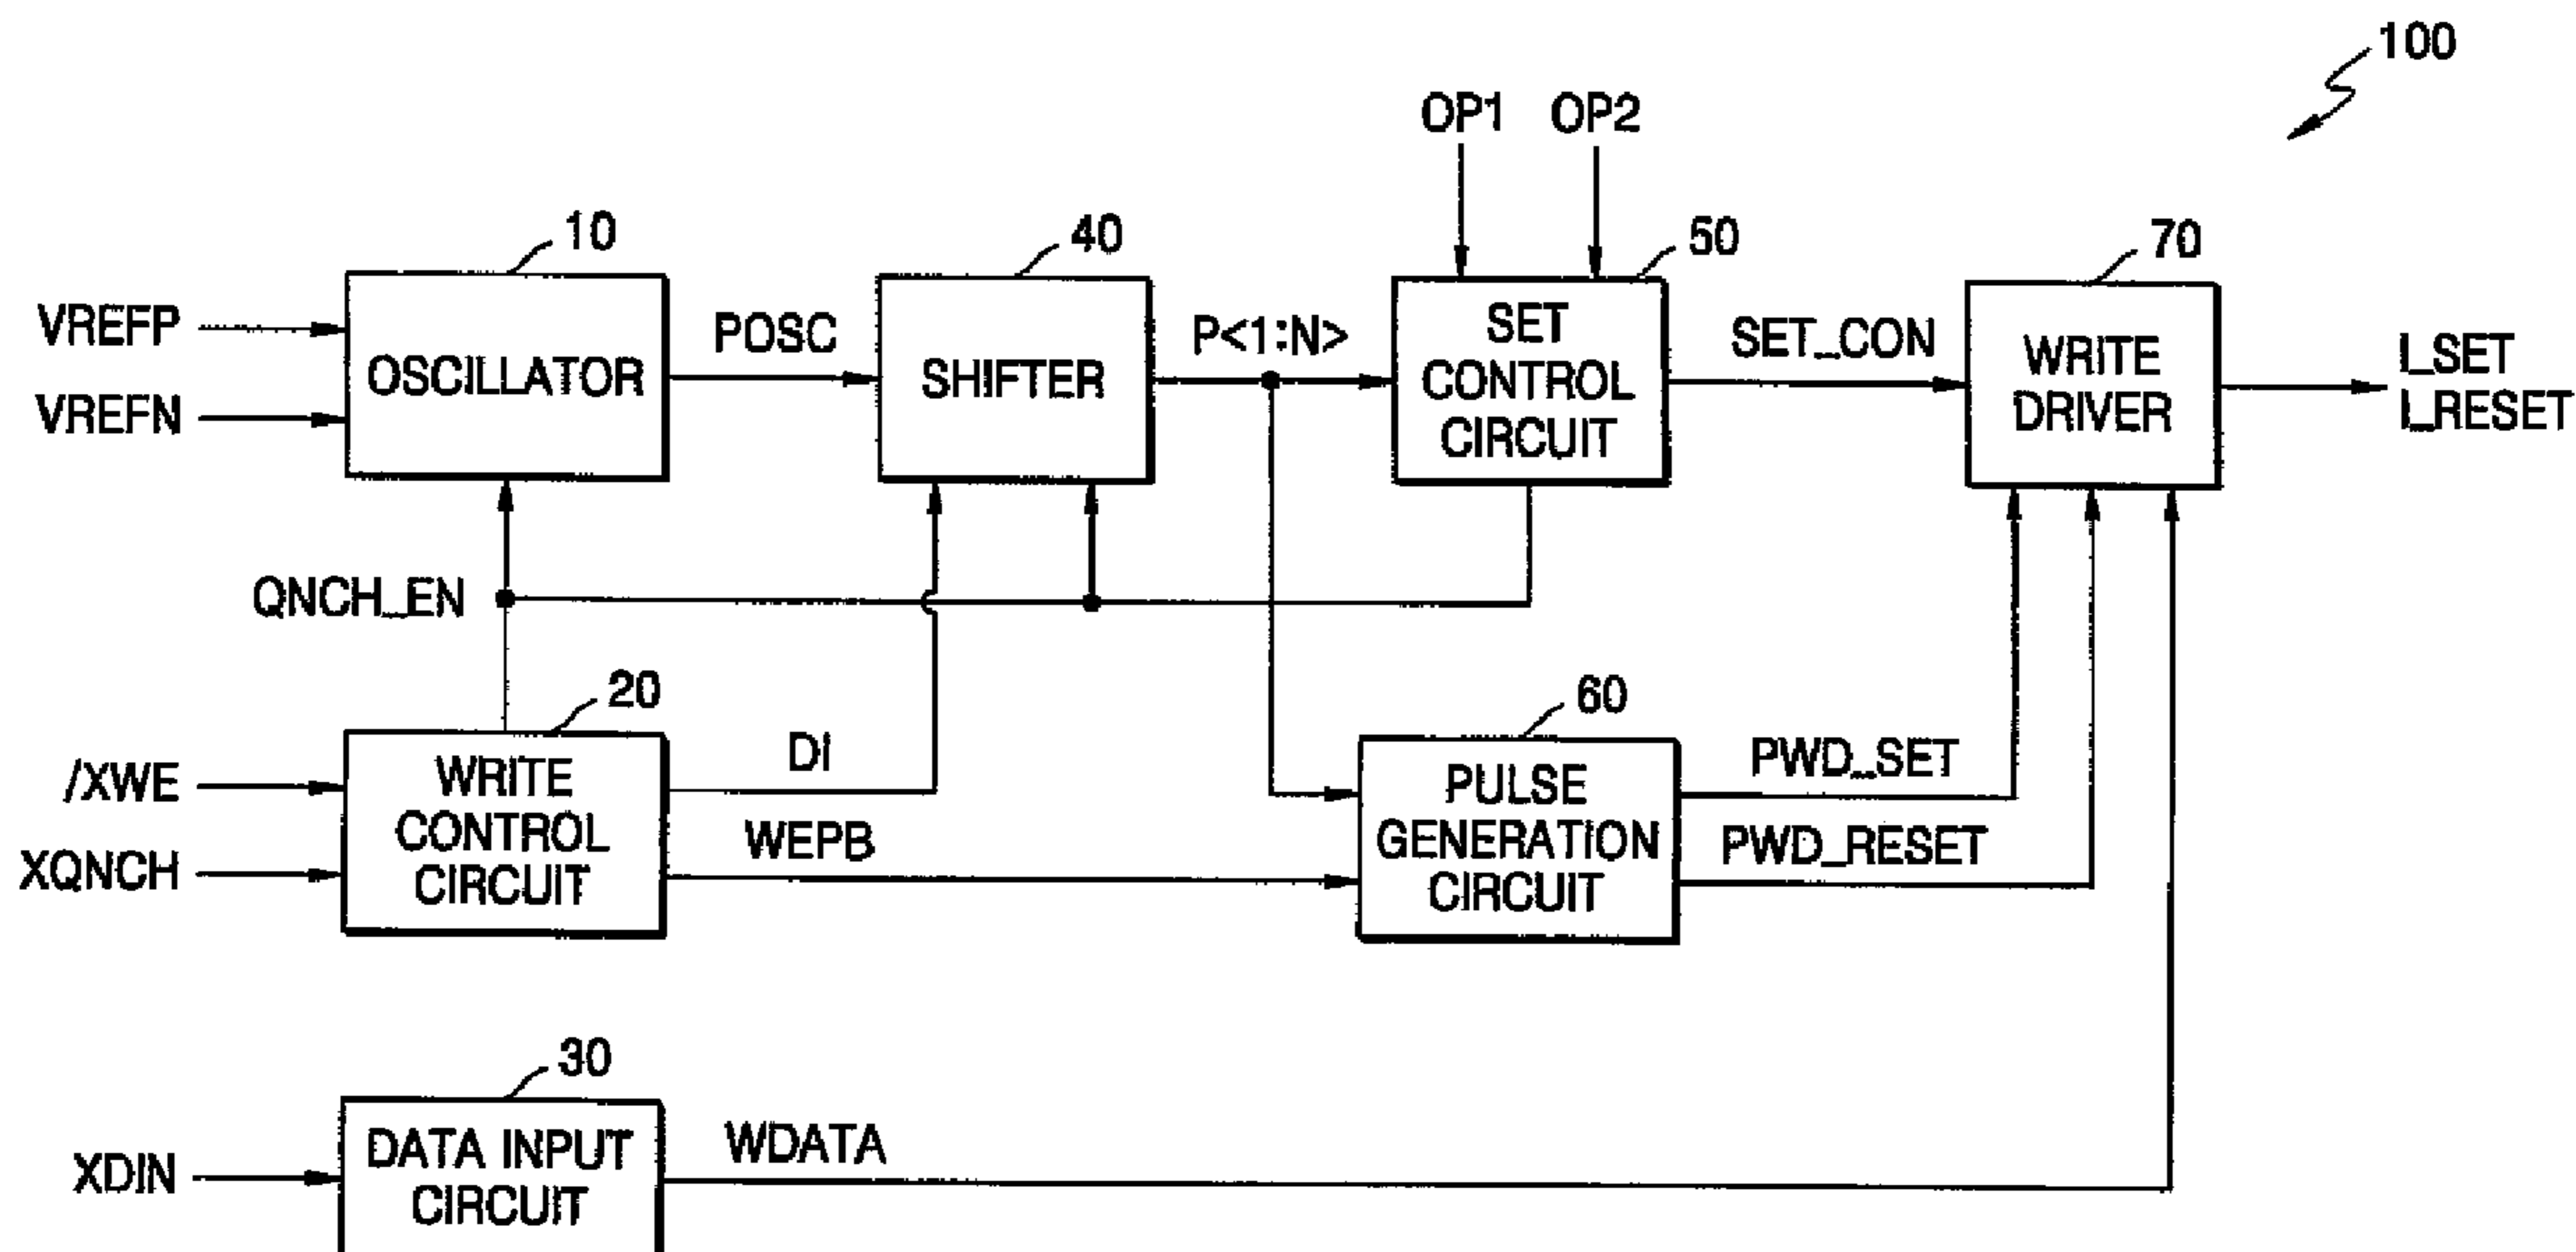 100
OP1 OP2
10
40
50
70
VREFP
VREFN
OSCILLATOR
POSC
SHIFTER
P<1:N>
SET
CONTROL
CIRCUIT
SET_CON
WRITE
DRIVER
I_SET
I_RESET
QNCH_EN
20
60
/XWE
XQNCH
WRITE
CONTROL
CIRCUIT
DI
WEPB
PULSE
GENERATION
CIRCUIT
PWD_SET
PWD_RESET
30
XDIN
DATA INPUT
CIRCUIT
WDATA